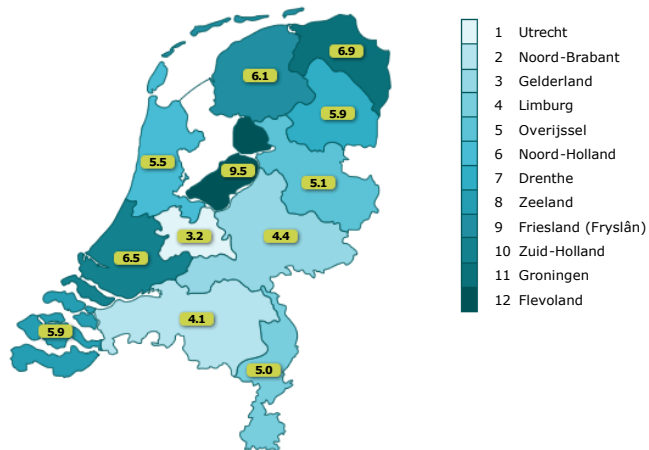 6.9
6.1
5.9
5.5
9.5
5.1
3.2
4.4
6.5
4.1
5.9
5.0
1 Utrecht
2 Noord-Brabant
3 Gelderland
4 Limburg
5 Overijssel
6 Noord-Holland
7 Drenthe
8 Zeeland
9 Friesland (Fryslân)
10 Zuid-Holland
11 Groningen
12 Flevoland